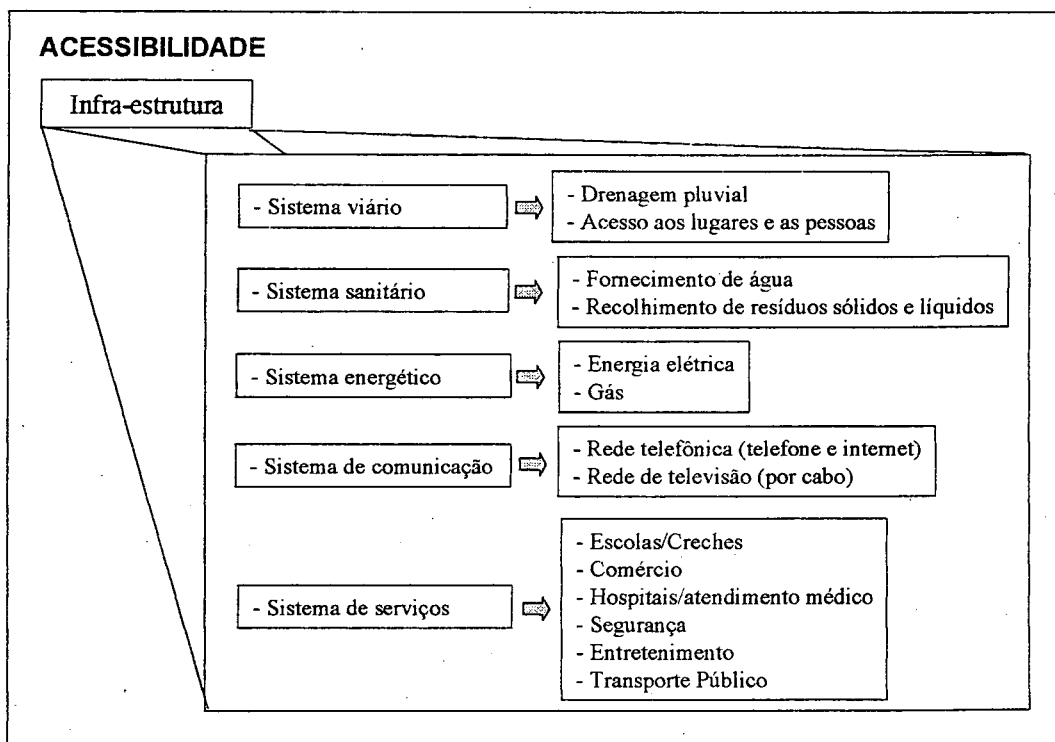 ACESSIBILIDADE
Infra-estrutura
- Sistema viário
- Drenagem pluvial
- Acesso aos lugares e as pessoas
- Sistema sanitário
- Fornecimento de água
- Recolhimento de resíduos sólidos e líquidos
- Sistema energético
- Energia elétrica
- Gás
- Sistema de comunicação
- Rede telefônica (telefone e internet)
- Rede de televisão (por cabo)
- Sistema de serviços
- Escolas/Creches
- Comércio
- Hospitais/atendimento médico
- Segurança
- Entretenimento
- Transporte Público